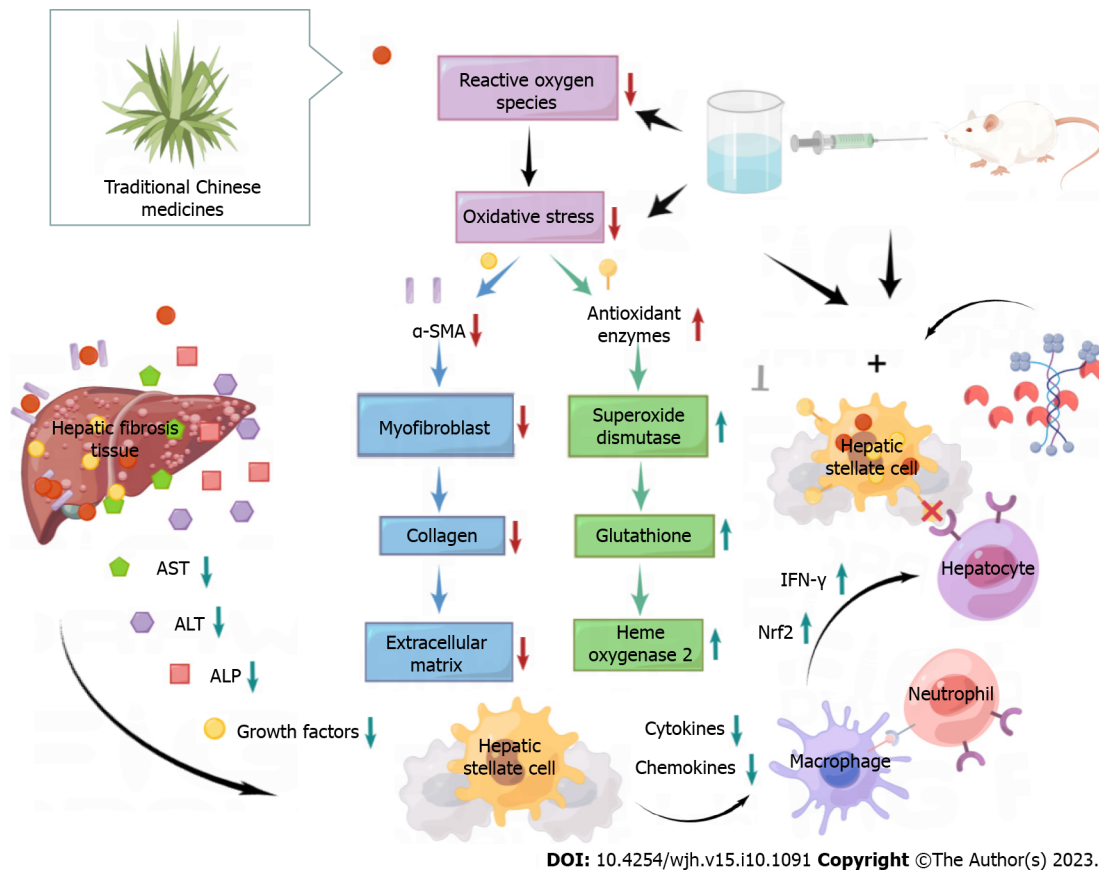 Traditional Chinese
medicines
Reactive oxygen
species
Oxidative stress
α-SMA
Antioxidant
enzymes
Myofibroblast
Superoxide
dismutase
Collagen
Glutathione
Extracellular
matrix
Heme
oxygenase 2
Hepatic fibrosis
tissue
AST
ALT
ALP
Growth factors
Hepatic
stellate cell
Cytokines
Chemokines
+
Hepatic
stellate cell
IFN-γ
Nrf2
Hepatocyte
Neutrophil
Macrophage
DOI: 10.4254/wjh.v15.i10.1091 Copyright ©The Author(s) 2023.